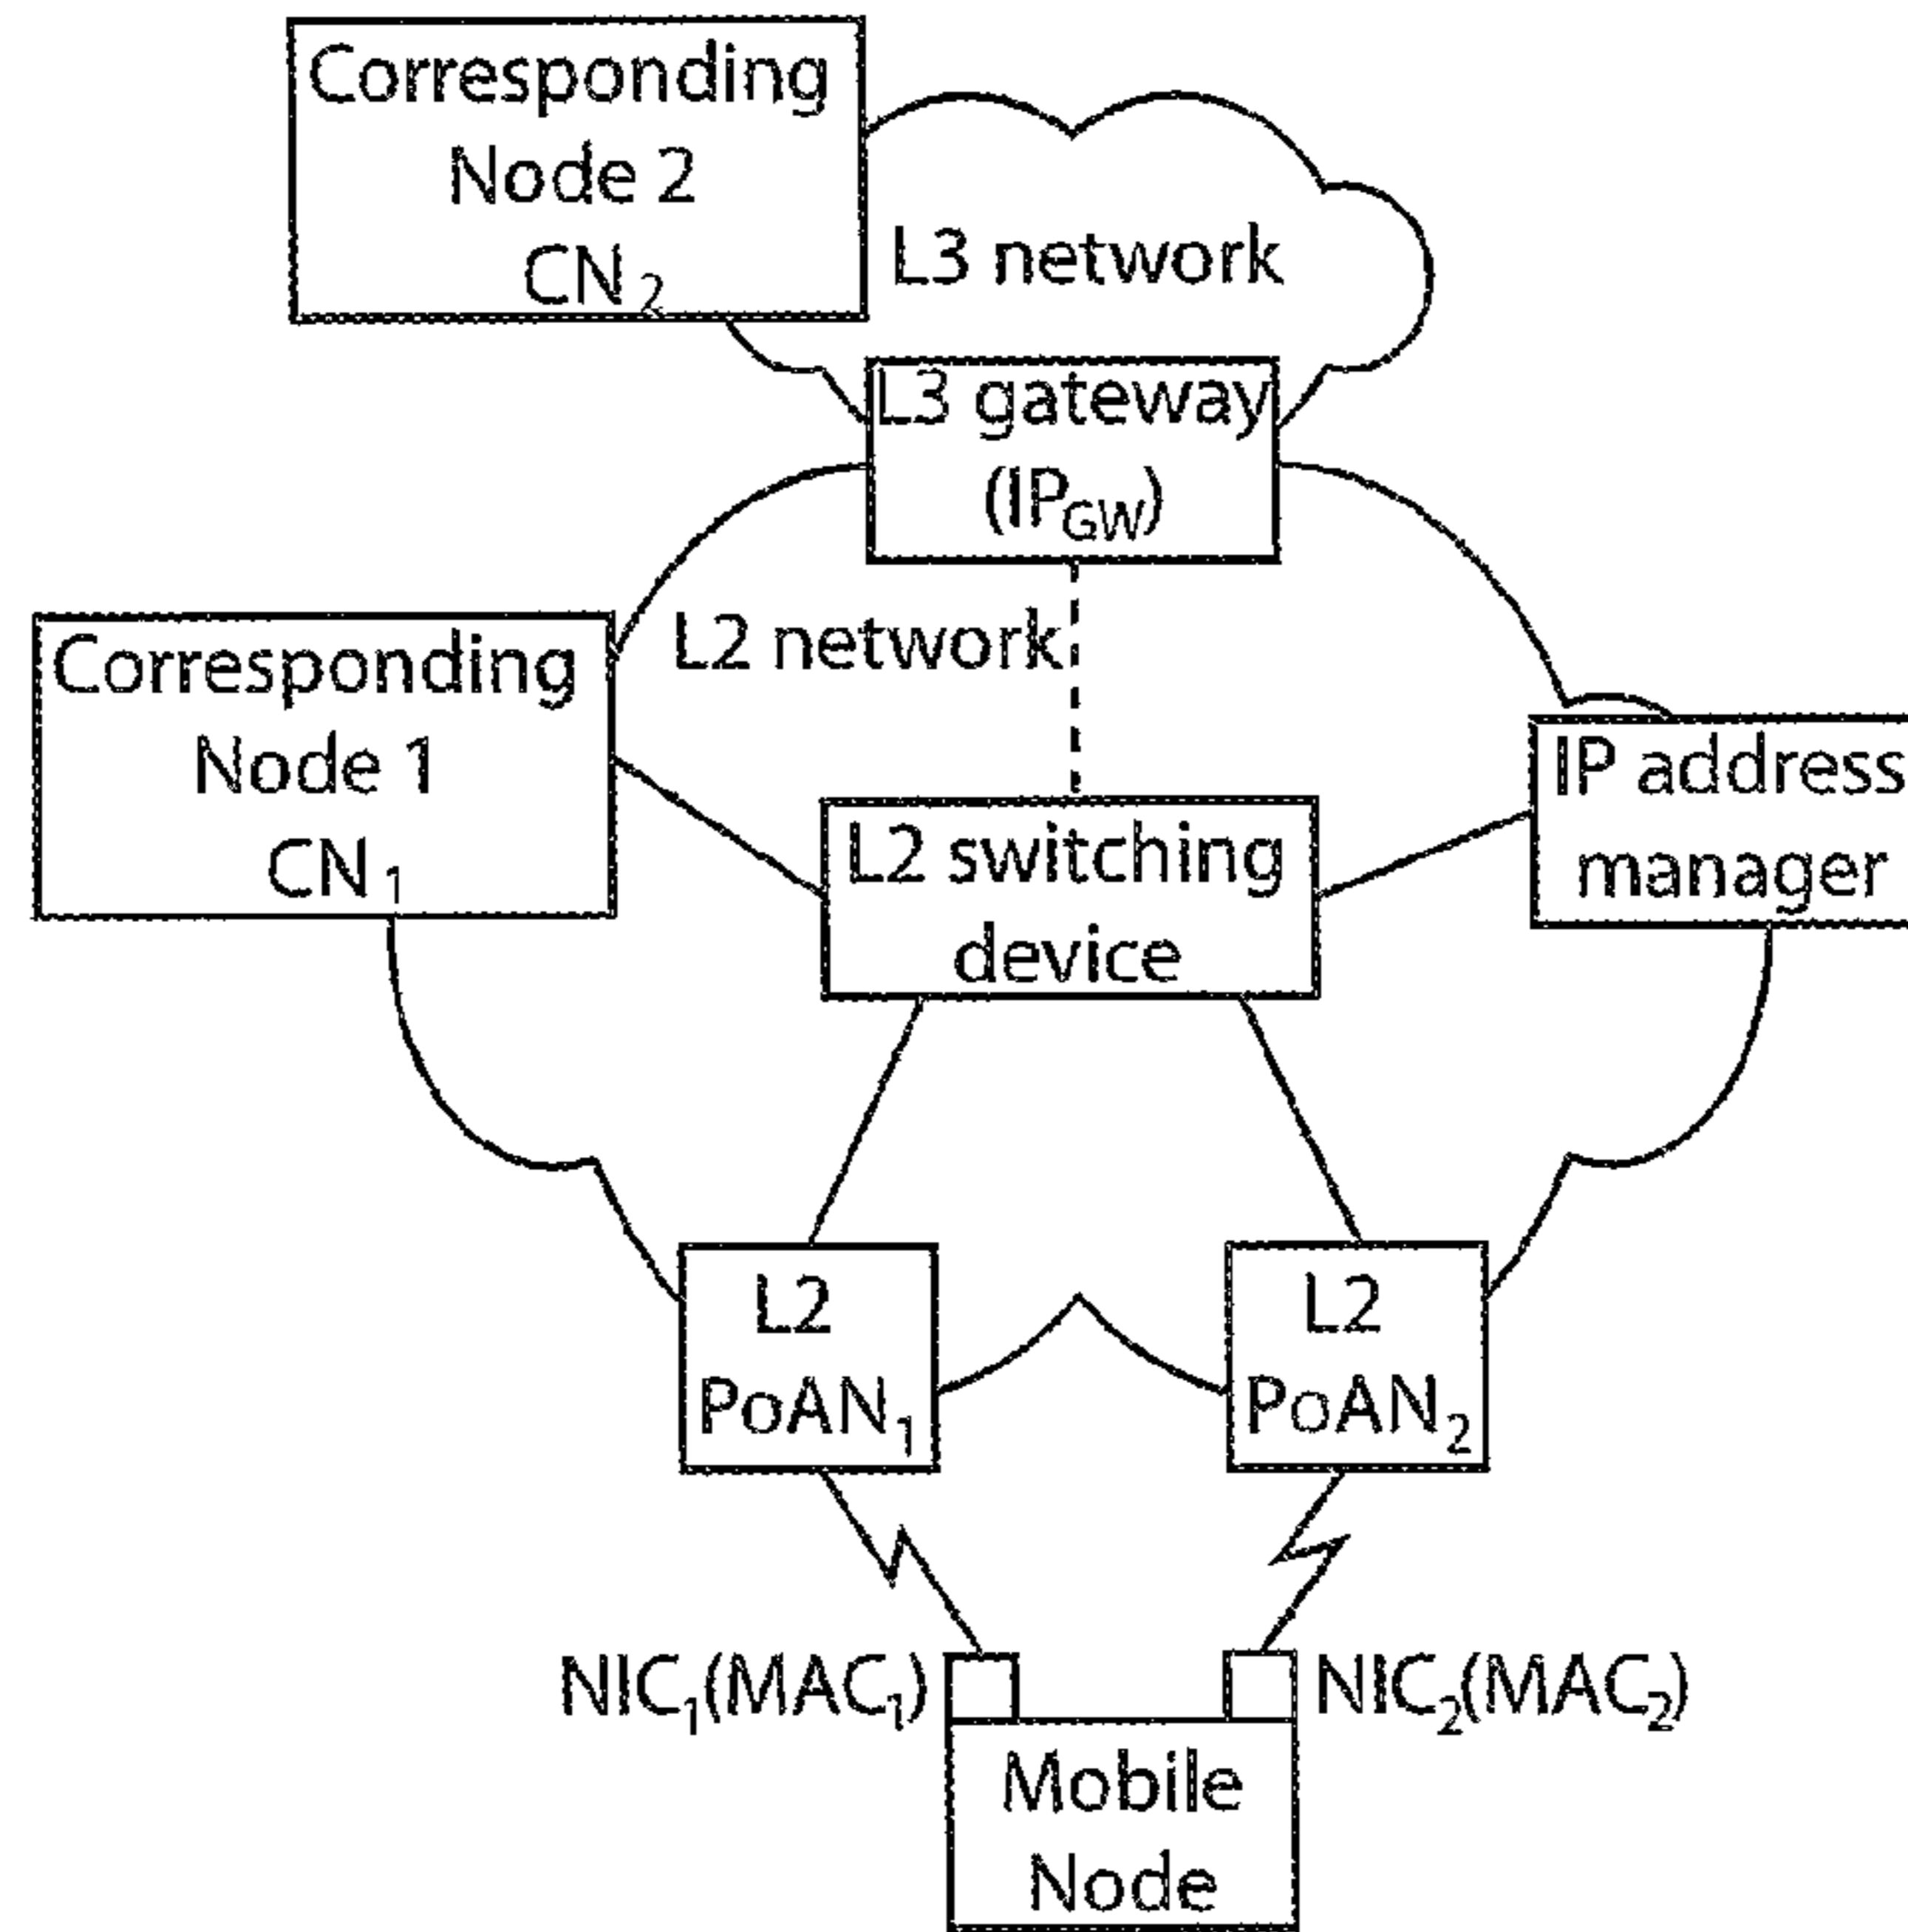 Corresponding
Node 2
CN₂
L3 network
L3 gateway
(IP_GW)
L2 network
Corresponding
Node 1
CN₁
IP address
manager
L2 switching
device
L2
PoAN₁
L2
PoAN₂
NIC₁(MAC₁)
NIC₂(MAC₂)
Mobile
Node